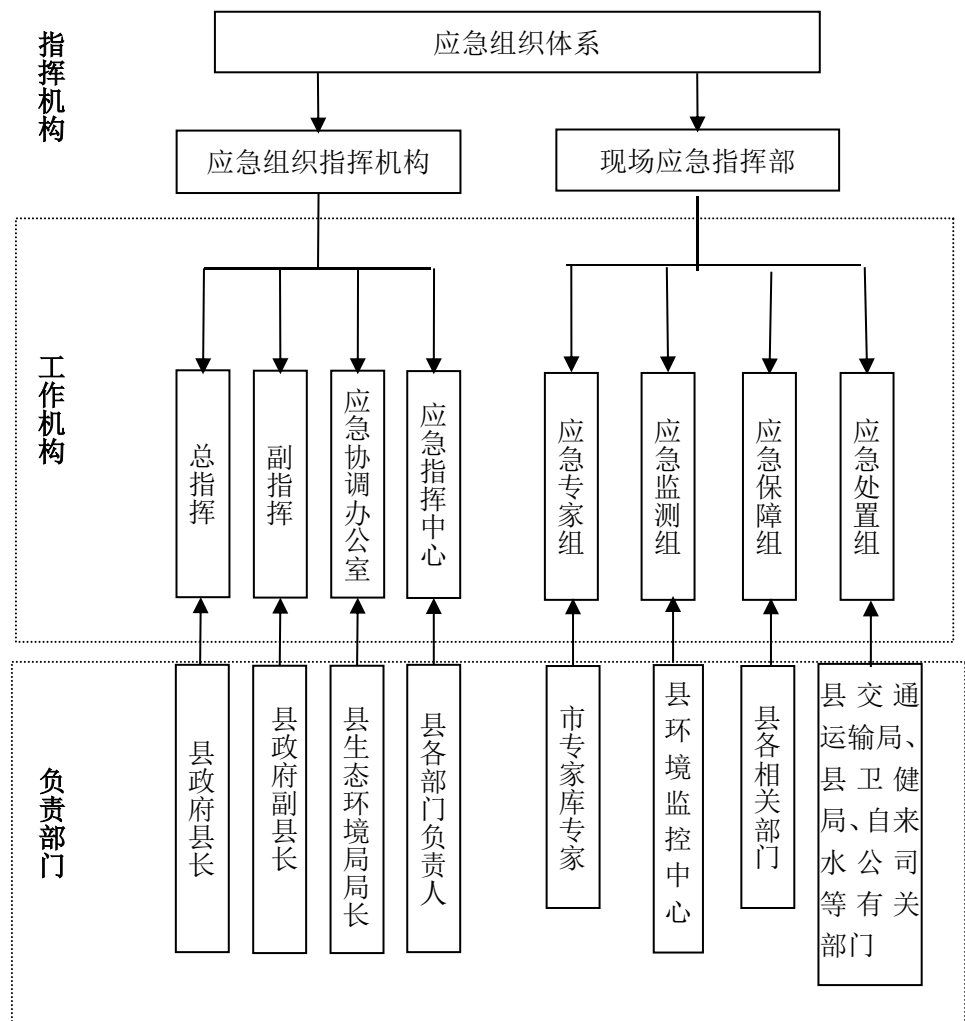 指挥机构
应急组织体系
应急组织指挥机构
现场应急指挥部
工作机构
总指挥
副指挥
应急协调办公室
应急指挥中心
应急专家组
应急监测组
应急保障组
应急处置组
负责部门
县政府县长
县政府副县长
县生态环境局局长
县各部门负责人
市专家库专家
县环境监控中心
县各相关部门
县交通
运输局、
县卫健
局、自来
水公司
等有关
部门